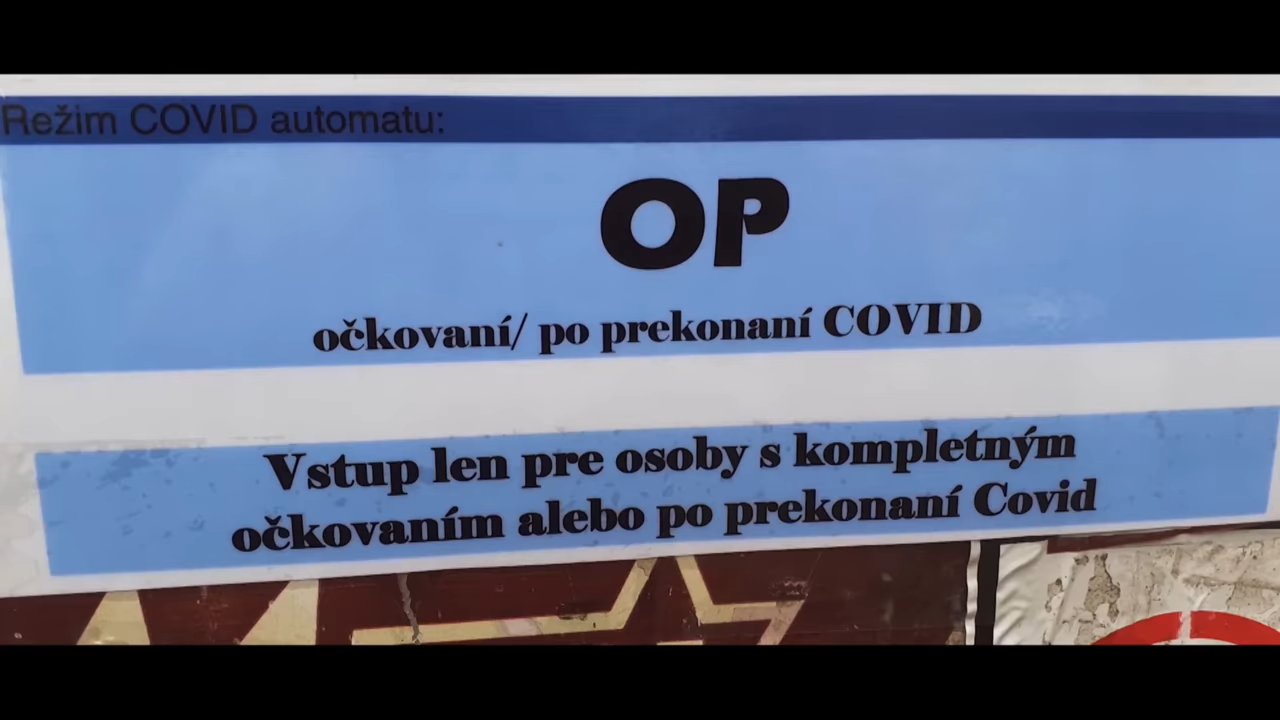 Režim COVID automatu:
OP
očkovaní/ po prekonaní COVID
Vstup len pre osoby s kompletným
očkovaním alebo po prekonaní Covid